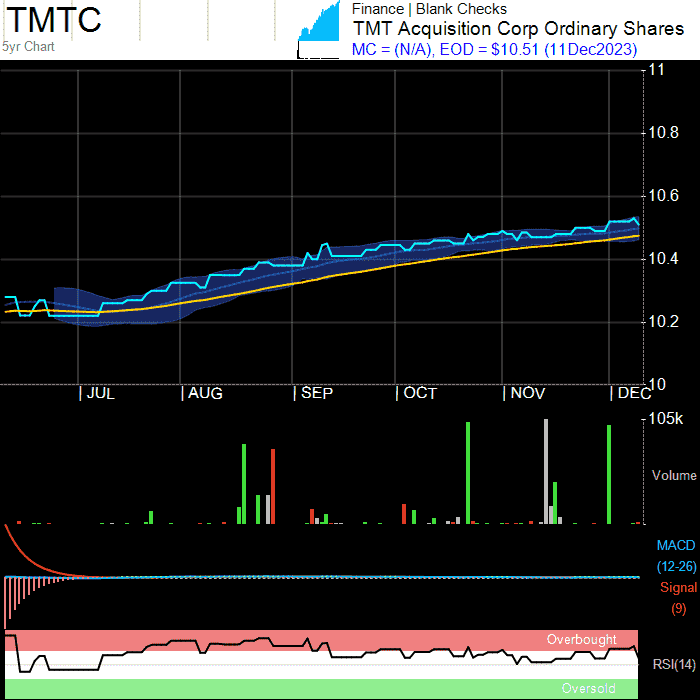 TMTC
5yr Chart
Finance | Blank Checks
TMT Acquisition Corp Ordinary Shares
MC = (N/A), EOD = $10.51 (11Dec2023)
11
10.8
10.6
10.4
10.2
10
| JUL | AUG | SEP | OCT | NOV | DEC
105k
Volume
MACD
(12-26)
Signal
(9)
Overbought
RSI(14)
Oversold